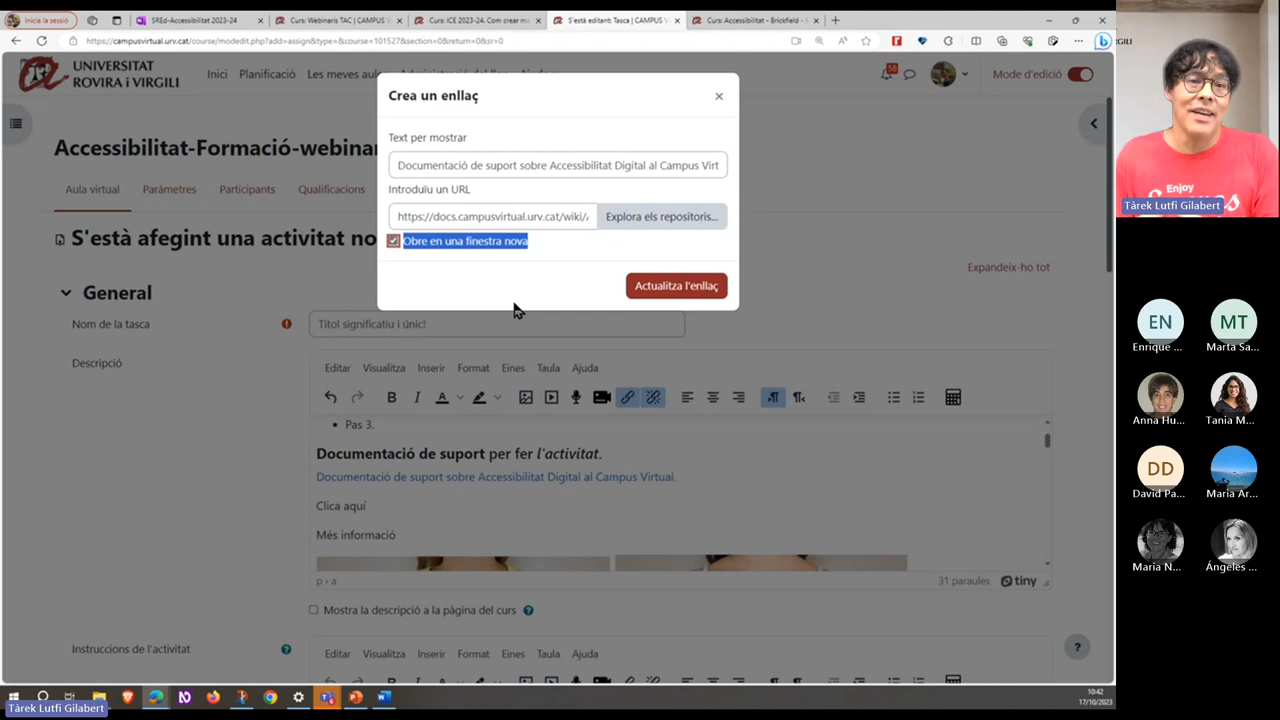 Inicia la sessió
SREd-Accessibilitat 2023-24
Curs: Webinaris TAC | CAMPUS V
Curs: ICE 2023-24. Com crear ma
S'està editant: Tasca | CAMPUS V
Curs: Accessibilitat - Brickfield -
https://campusvirtual.urv.cat/course/modedit.php?add=assign&type=&course=101527&section=0&return=0&sr=0
UNIVERSITAT
ROVIRA i VIRGILI
Inici
Planificació
Les meves aules
Mode d'edició
Crea un enllaç
Text per mostrar
Documentació de suport sobre Accessibilitat Digital al Campus Virt
Introduïu un URL
https://docs.campusvirtual.urv.cat/wiki/
Explora els repositoris...
Obre en una finestra nova
Actualitza l'enllaç
Accessibilitat-Formació-webinar
Aula virtual
Paràmetres
Participants
Qualificacions
S'està afegint una activitat no
Expandeix-ho tot
General
Nom de la tasca
Títol significatiu i únic!
Descripció
Editar Visualitza Inserir Format Eines Taula Ajuda
Pas 3.
Documentació de suport per fer l'activitat.
Documentació de suport sobre Accessibilitat Digital al Campus Virtual.
Clica aquí
Més informació
p › a
31 paraules
tiny
Mostra la descripció a la pàgina del curs
Instruccions de l'activitat
Editar Visualitza Inserir Format Eines Taula Ajuda
10:42
17/10/2023
Tàrek Lutfi Gilabert
Enjoy
Tàrek Lutfi Gilabert
EN
MT
Enrique ...
Marta Sa...
Anna Hu...
Tania M...
DD
David Pa...
Maria Ar...
Maria N...
Ángeles ...